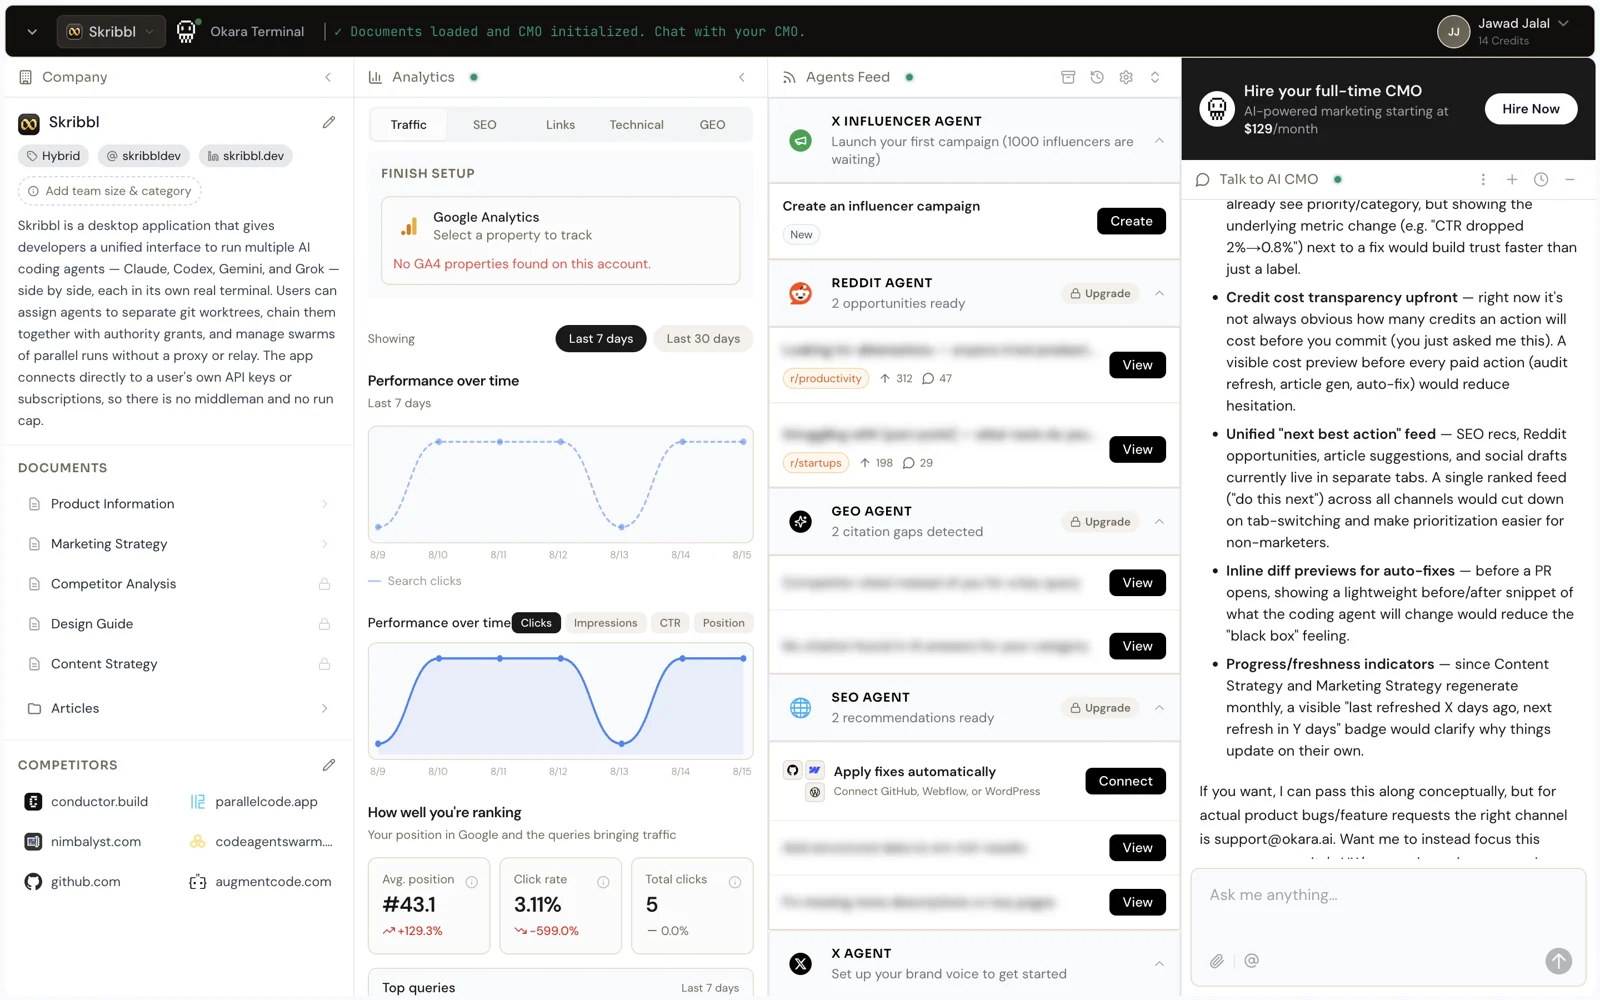 Skribbl
Okara Terminal
✓ Documents loaded and CMO initialized. Chat with your CMO.
JJ
Jawad Jalal
14 Credits
Company
Skribbl
Hybrid
skribbldev
skribbl.dev
Add team size & category
Skribbl is a desktop application that gives
developers a unified interface to run multiple AI
coding agents — Claude, Codex, Gemini, and Grok —
side by side, each in its own real terminal. Users can
assign agents to separate git worktrees, chain them
together with authority grants, and manage swarms
of parallel runs without a proxy or relay. The app
connects directly to a user's own API keys or
subscriptions, so there is no middleman and no run
cap.
DOCUMENTS
Product Information
Marketing Strategy
Competitor Analysis
Design Guide
Content Strategy
Articles
COMPETITORS
conductor.build
parallelcode.app
nimbalyst.com
codeagentswarm....
github.com
augmentcode.com
Analytics
Traffic
SEO
Links
Technical
GEO
FINISH SETUP
Google Analytics
Select a property to track
No GA4 properties found on this account.
Showing
Last 7 days
Last 30 days
Performance over time
Last 7 days
8/9 8/10 8/11 8/12 8/13 8/14 8/15
Search clicks
Performance over time
Clicks
Impressions
CTR
Position
8/9 8/10 8/11 8/12 8/13 8/14 8/15
How well you're ranking
Your position in Google and the queries bringing traffic
Avg. position
#43.1
+129.3%
Click rate
3.11%
-599.0%
Total clicks
5
— 0.0%
Top queries
Last 7 days
Agents Feed
X INFLUENCER AGENT
Launch your first campaign (1000 influencers are
waiting)
Create an influencer campaign
New
Create
REDDIT AGENT
2 opportunities ready
Upgrade
View
r/productivity
312
47
View
r/startups
198
29
GEO AGENT
2 citation gaps detected
Upgrade
View
View
SEO AGENT
2 recommendations ready
Upgrade
Apply fixes automatically
Connect GitHub, Webflow, or WordPress
Connect
View
View
X AGENT
Set up your brand voice to get started
Hire your full-time CMO
AI-powered marketing starting at
$129/month
Hire Now
Talk to AI CMO
already see priority/category, but showing the
underlying metric change (e.g. "CTR dropped
2%→0.8%") next to a fix would build trust faster than
just a label.
• Credit cost transparency upfront — right now it's
not always obvious how many credits an action will
cost before you commit (you just asked me this). A
visible cost preview before every paid action (audit
refresh, article gen, auto-fix) would reduce
hesitation.
• Unified "next best action" feed — SEO recs, Reddit
opportunities, article suggestions, and social drafts
currently live in separate tabs. A single ranked feed
("do this next") across all channels would cut down
on tab-switching and make prioritization easier for
non-marketers.
• Inline diff previews for auto-fixes — before a PR
opens, showing a lightweight before/after snippet of
what the coding agent will change would reduce the
"black box" feeling.
• Progress/freshness indicators — since Content
Strategy and Marketing Strategy regenerate
monthly, a visible "last refreshed X days ago, next
refresh in Y days" badge would clarify why things
update on their own.
If you want, I can pass this along conceptually, but for
actual product bugs/feature requests the right channel
is support@okara.ai. Want me to instead focus this
Ask me anything...